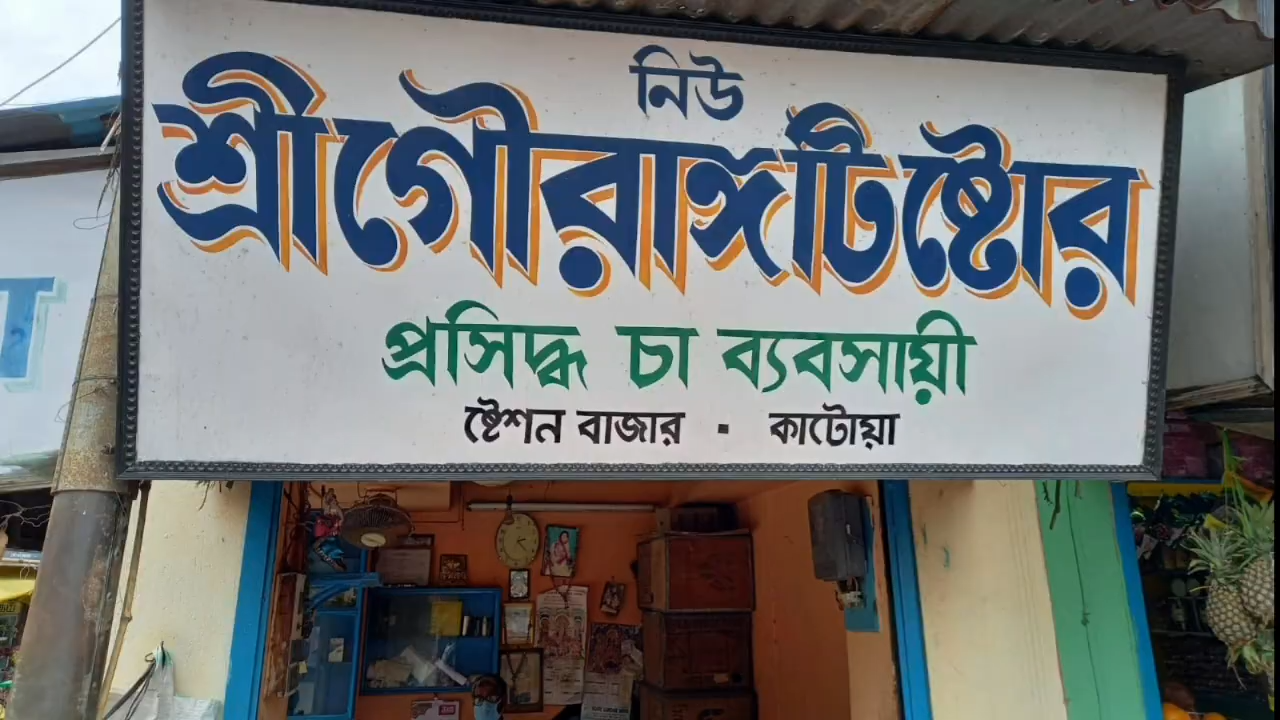 নিউ
শ্রীগৌরাঙ্গ টি ষ্টোর
প্রসিদ্ধ চা ব্যবসায়ী
ষ্টেশন বাজার ▪ কাটোয়া